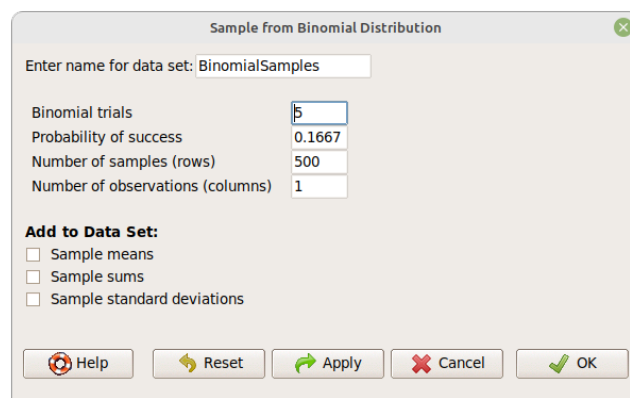 Sample from Binomial Distribution
Enter name for data set: BinomialSamples
Binomial trials 5
Probability of success 0.1667
Number of samples (rows) 500
Number of observations (columns) 1
Add to Data Set:
Sample means
Sample sums
Sample standard deviations
Help Reset Apply Cancel OK